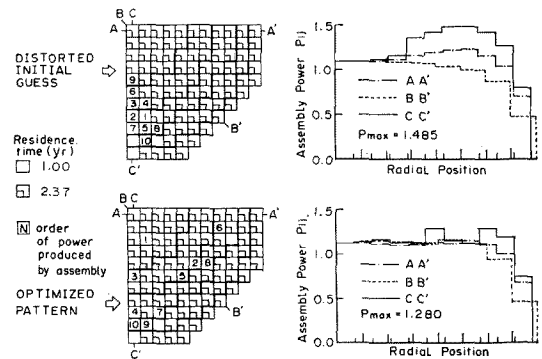 B C
A
A'
DISTORTED
INITIAL
GUESS
9
6
3 4
2 1
7 5 8
10
B'
C'
Residence
time (yr)
1.00
2.37
N order
of power
produced
by assembly
OPTIMIZED
PATTERN
B C
A
A'
6
1
2 8
3 5
4 7
10 9
B'
C'
Assembly Power Pij
1.5
1.0
0.5
0.0
A A'
B B'
C C'
Pmax = 1.485
Radial Position
Assembly Power Pij
1.5
1.0
0.5
0.0
A A'
B B'
C C'
Pmax = 1.280
Radial Position